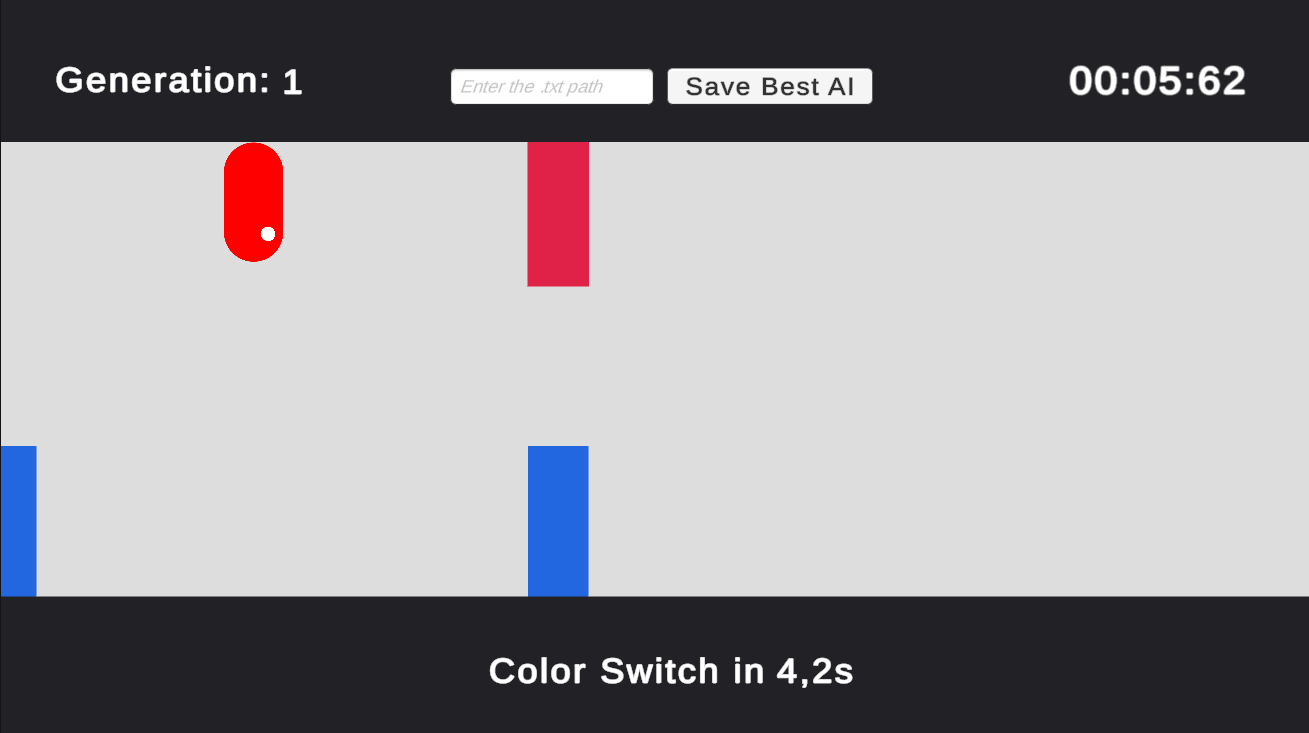 Generation: 1
Enter the .txt path
Save Best AI
00:05:62
Color Switch in 4,2s